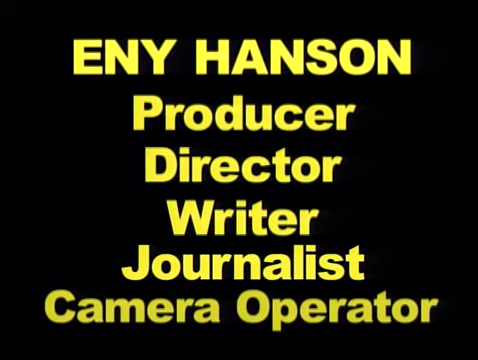 ENY HANSON
Producer
Director
Writer
Journalist
Camera Operator